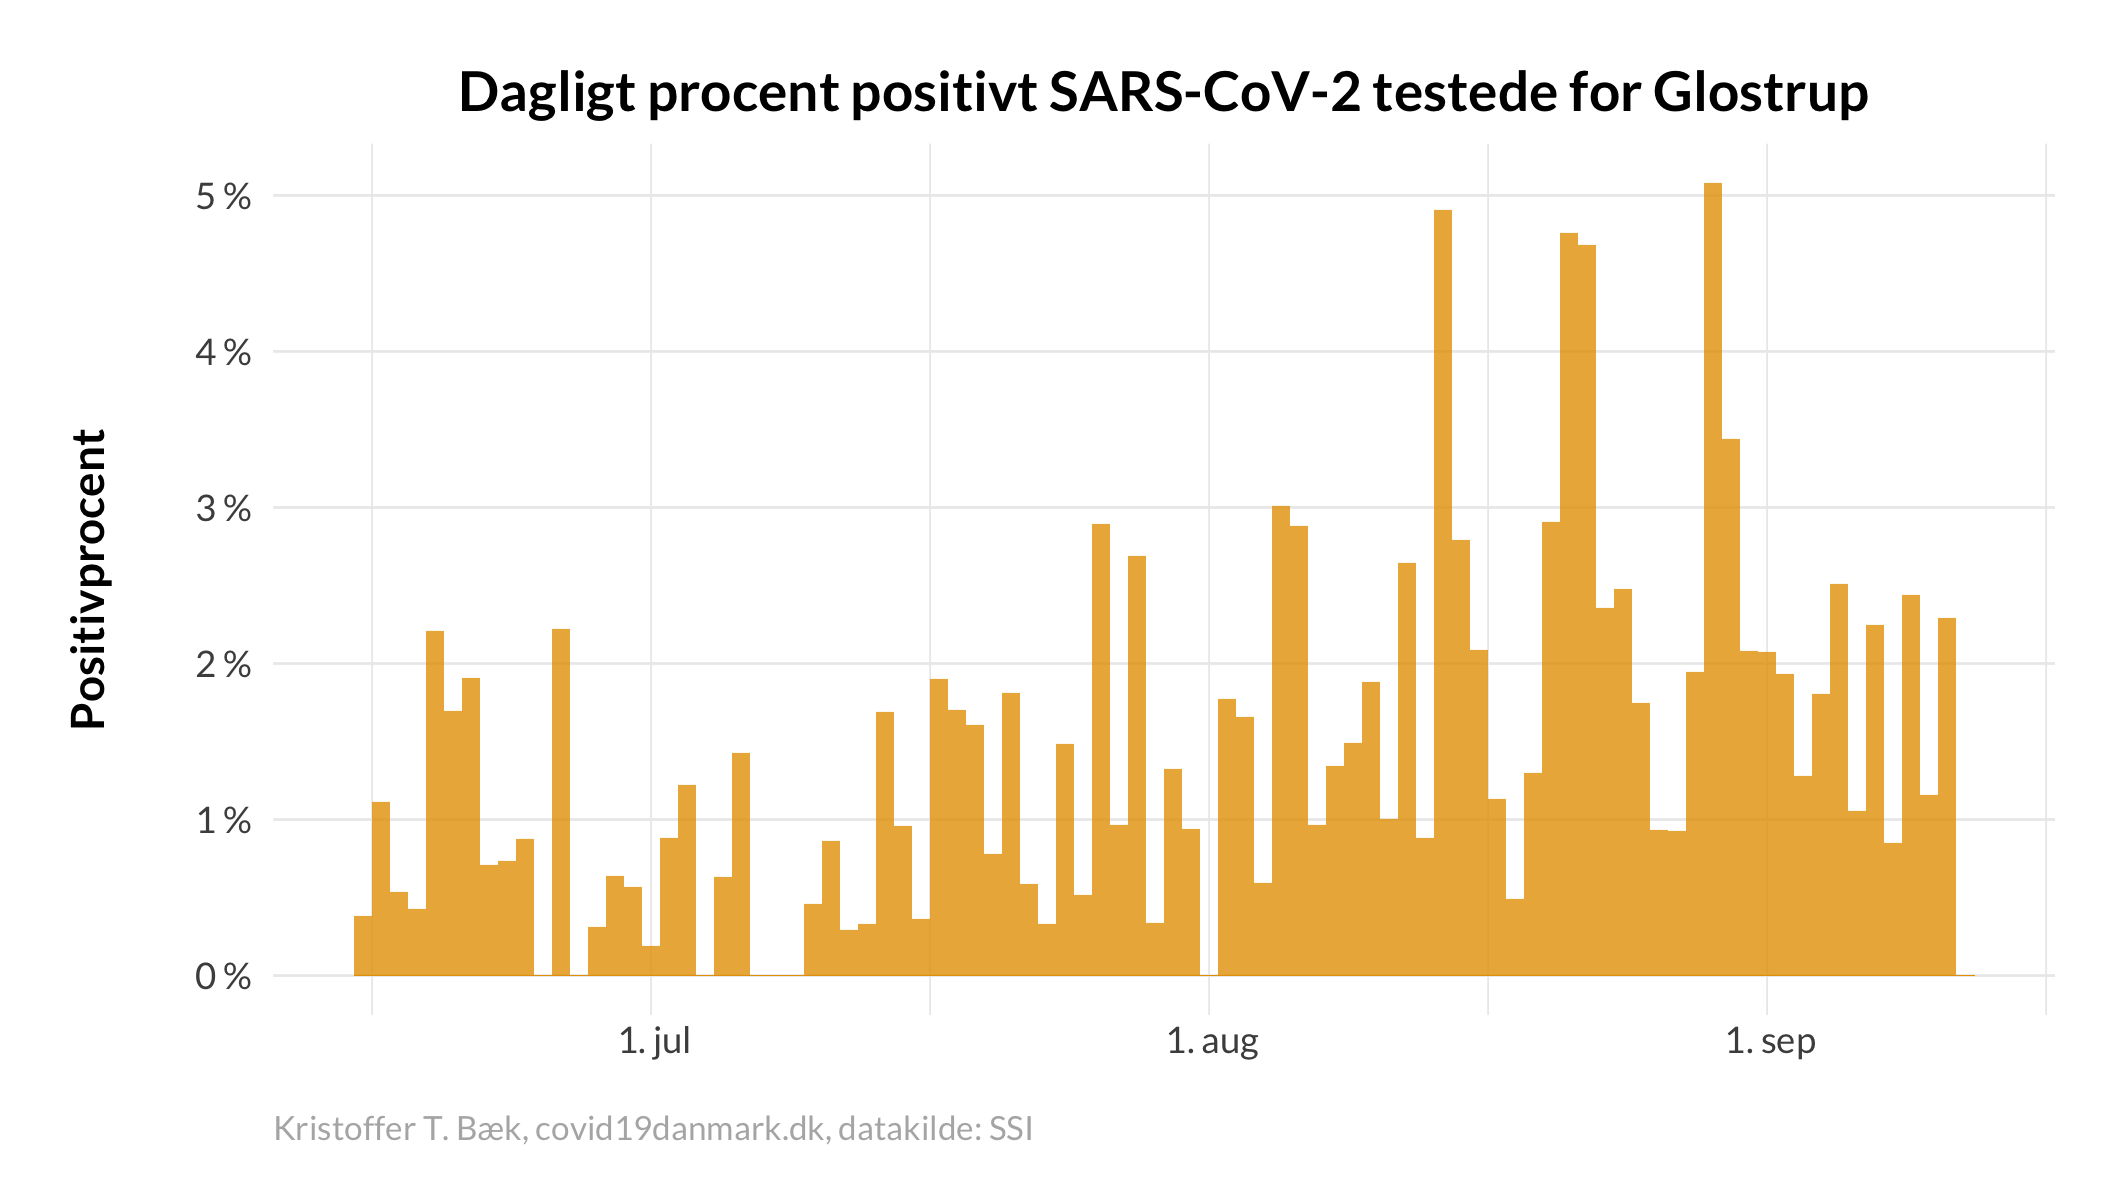 Dagligt procent positivt SARS-CoV-2 testede for Glostrup
Positivprocent
5 %
4 %
3 %
2 %
1 %
0 %
1. jul
1. aug
1. sep
Kristoffer T. Bæk, covid19danmark.dk, datakilde: SSI